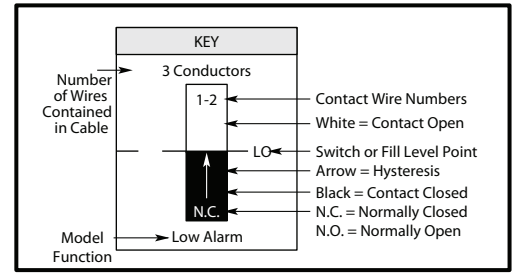 KEY
3 Conductors
Number
of Wires
Contained
in Cable
1-2
Contact Wire Numbers
White = Contact Open
LO
Switch or Fill Level Point
Arrow = Hysteresis
Black = Contact Closed
N.C.
N.C. = Normally Closed
N.O. = Normally Open
Model
Function
Low Alarm